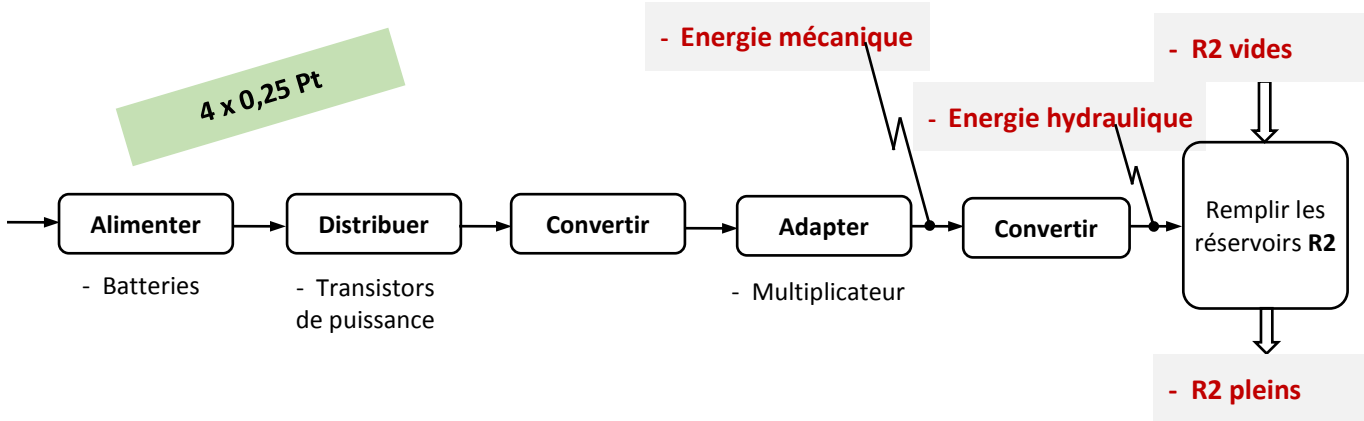 - Energie mécanique
- R2 vides
4 x 0,25 Pt
- Energie hydraulique
Alimenter
Distribuer
Convertir
Adapter
Convertir
Remplir les
réservoirs R2
- Batteries
- Transistors
de puissance
- Multiplicateur
- R2 pleins